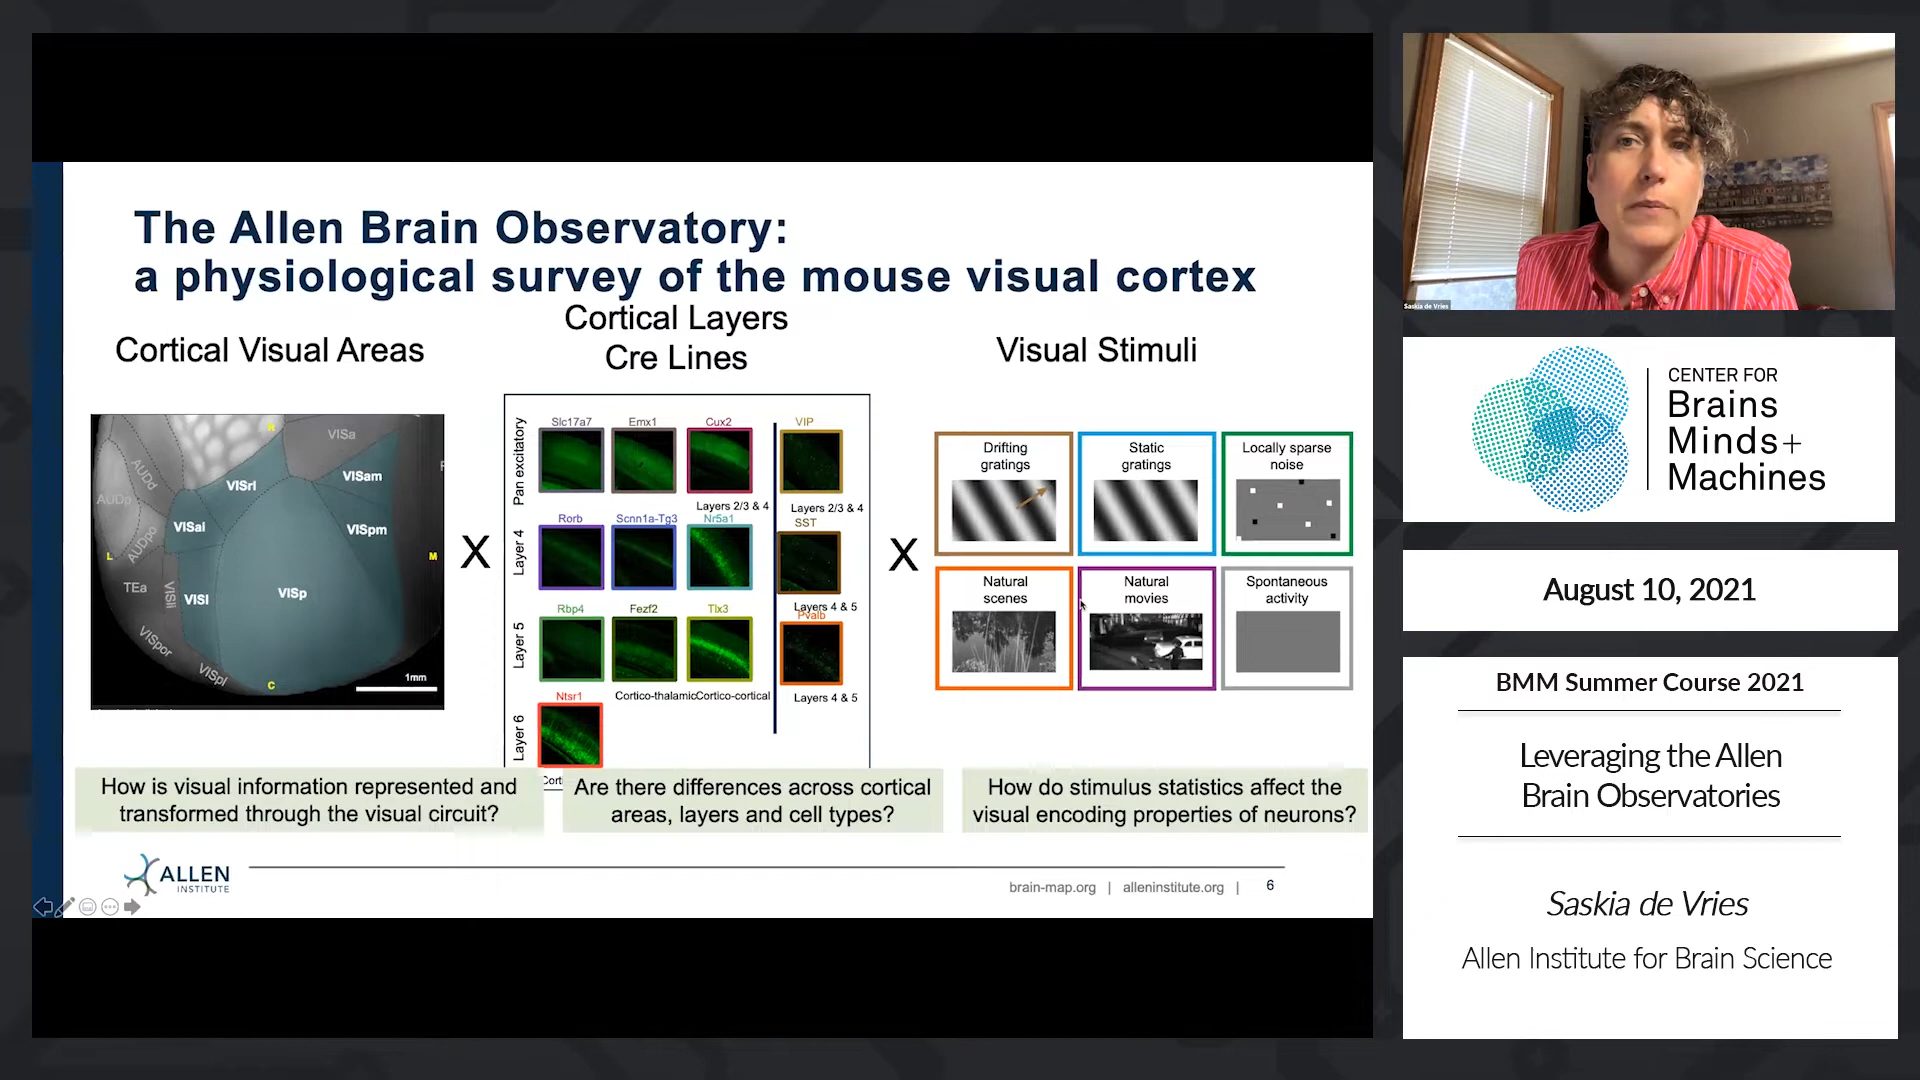 The Allen Brain Observatory:
a physiological survey of the mouse visual cortex
Cortical Visual Areas
Cortical Layers
Cre Lines
Visual Stimuli
R
VISa
AUDd
AUDp
AUDpo
VISrl
VISam
VISal
VISpm
L
M
TEa
VISli
VISl
VISp
VISpor
VISpl
C
1mm
X
Pan excitatory
Slc17a7
Emx1
Cux2
VIP
Layers 2/3 & 4
Layers 2/3 & 4
Layer 4
Rorb
Scnn1a-Tg3
Nr5a1
SST
Layers 4 & 5
Layer 5
Rbp4
Fezf2
Tlx3
Pvalb
Cortico-thalamic
Cortico-cortical
Layers 4 & 5
Layer 6
Ntsr1
X
Drifting
gratings
Static
gratings
Locally sparse
noise
Natural
scenes
Natural
movies
Spontaneous
activity
How is visual information represented and
transformed through the visual circuit?
Are there differences across cortical
areas, layers and cell types?
How do stimulus statistics affect the
visual encoding properties of neurons?
ALLEN
INSTITUTE
brain-map.org | alleninstitute.org | 6
Saskia de Vries
CENTER FOR
Brains
Minds+
Machines
August 10, 2021
BMM Summer Course 2021
Leveraging the Allen
Brain Observatories
Saskia de Vries
Allen Institute for Brain Science